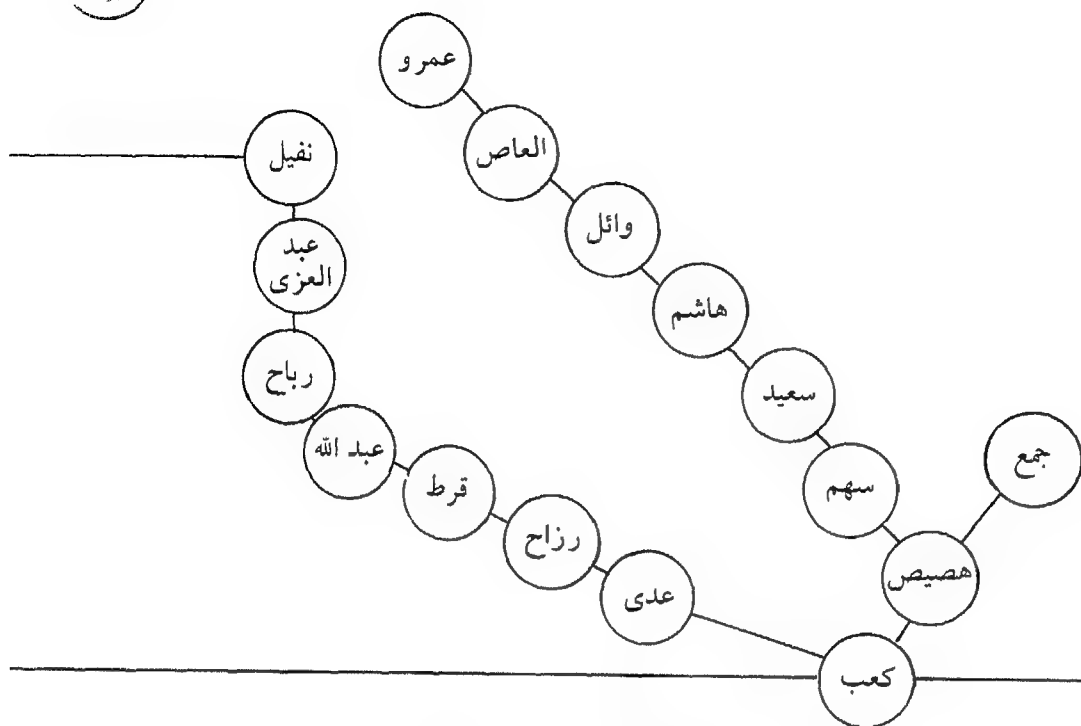 عمرو
العاص
نفيل
وائل
عبد
العزى
هاشم
رباح
سعيد
عبد الله
جمع
سهم
قرط
رزاح
هصيص
عدى
كعب